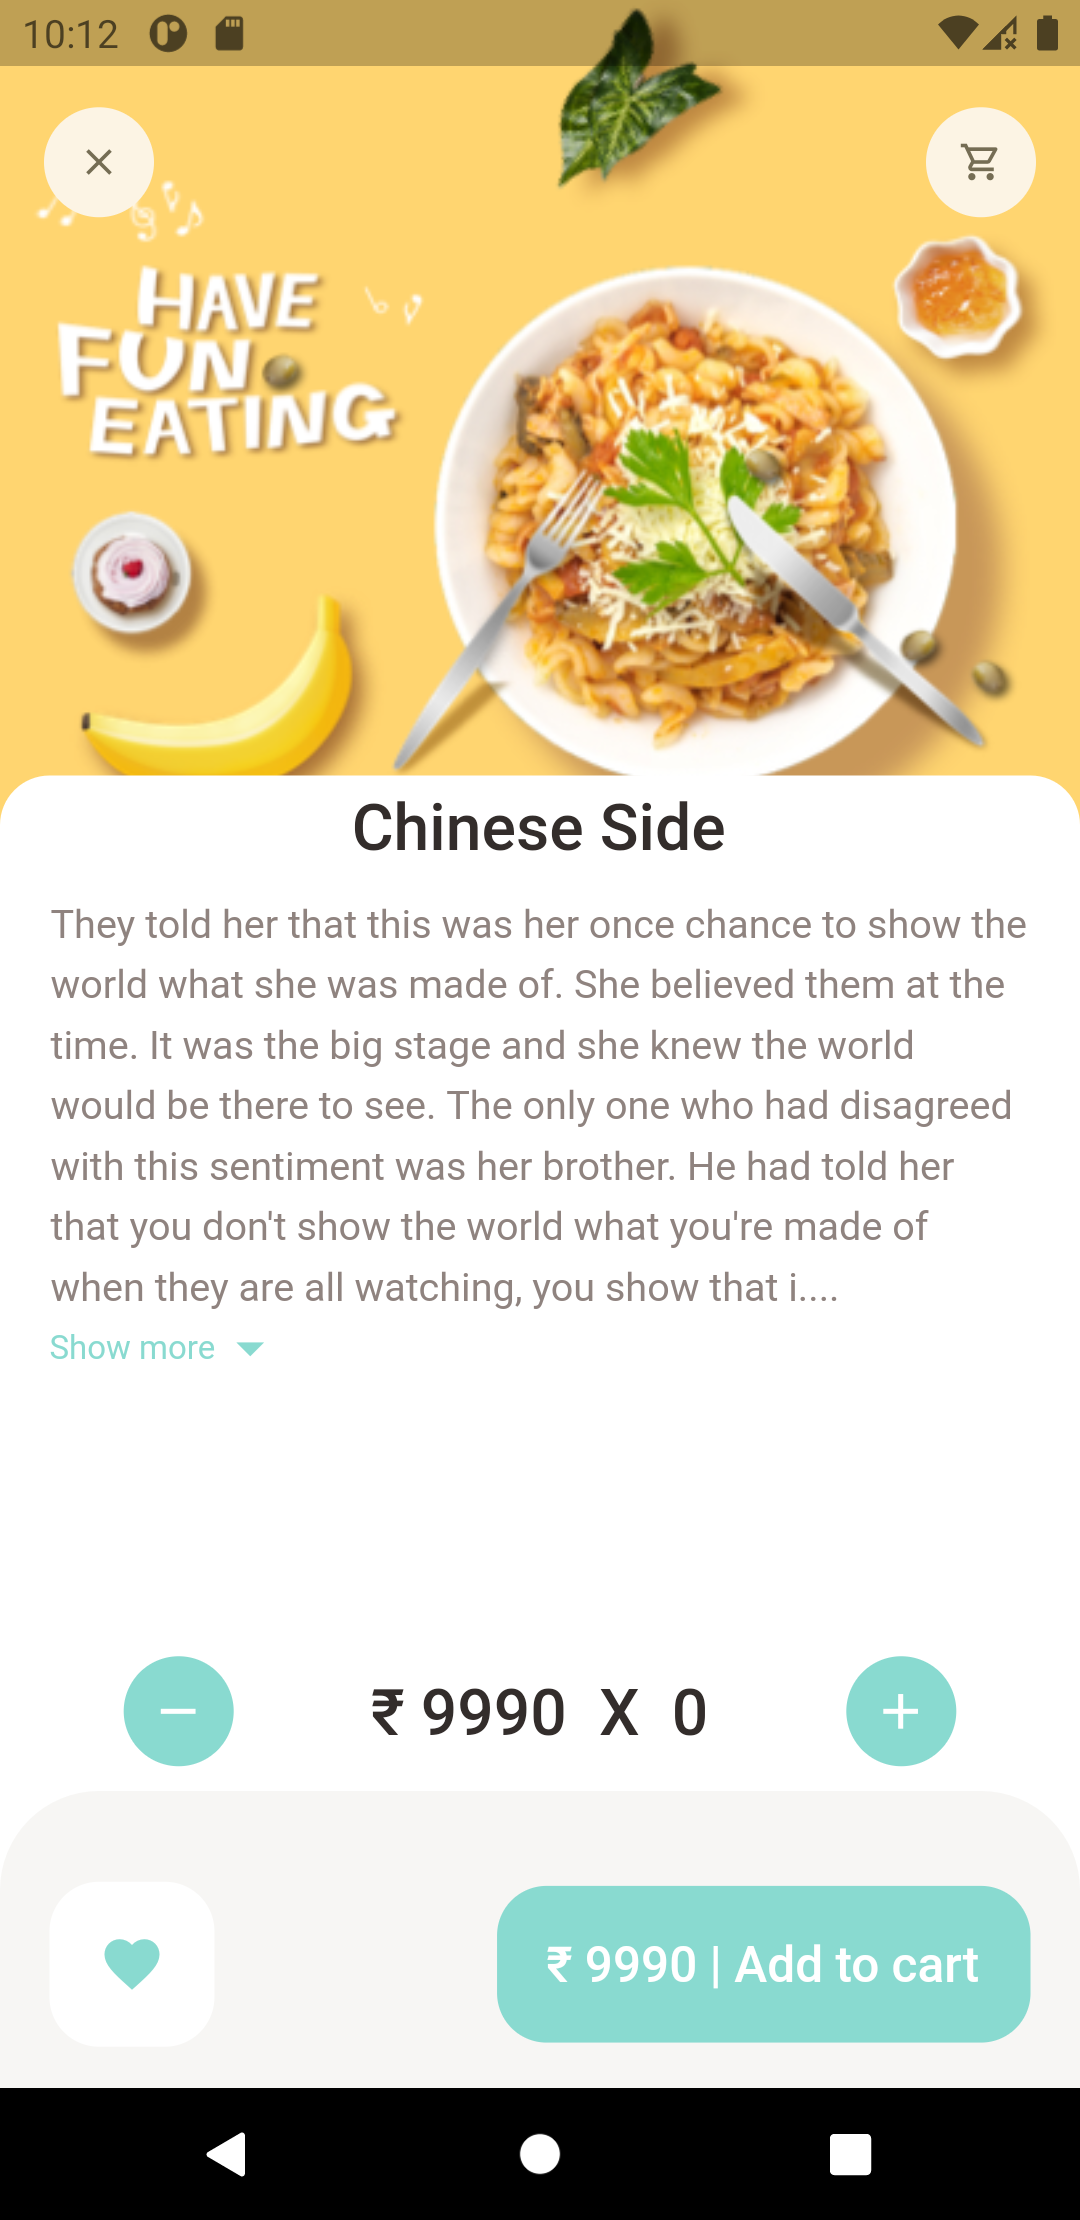 10:12
HAVE
FUN
EATING
Chinese Side
They told her that this was her once chance to show the
world what she was made of. She believed them at the
time. It was the big stage and she knew the world
would be there to see. The only one who had disagreed
with this sentiment was her brother. He had told her
that you don't show the world what you're made of
when they are all watching, you show that i....
Show more
₹ 9990 X 0
₹ 9990 | Add to cart